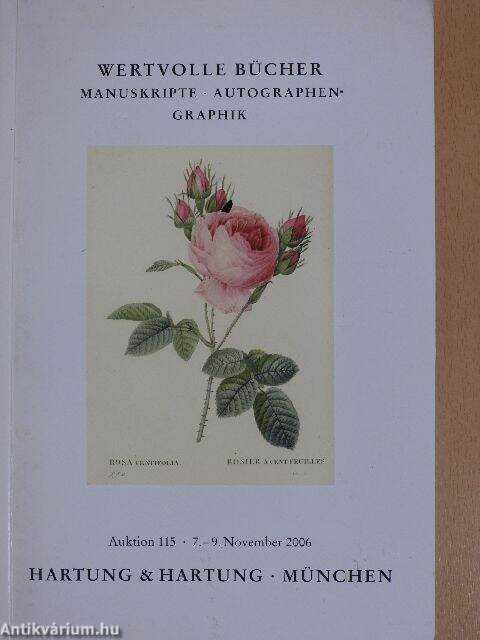 WERTVOLLE BÜCHER
MANUSKRIPTE · AUTOGRAPHEN
GRAPHIK
ROSA CENTIFOLIA.
ROSIER A CENT FEUILLES
Auktion 115 · 7.–9. November 2006
HARTUNG & HARTUNG · MÜNCHEN
Antikvárium.hu